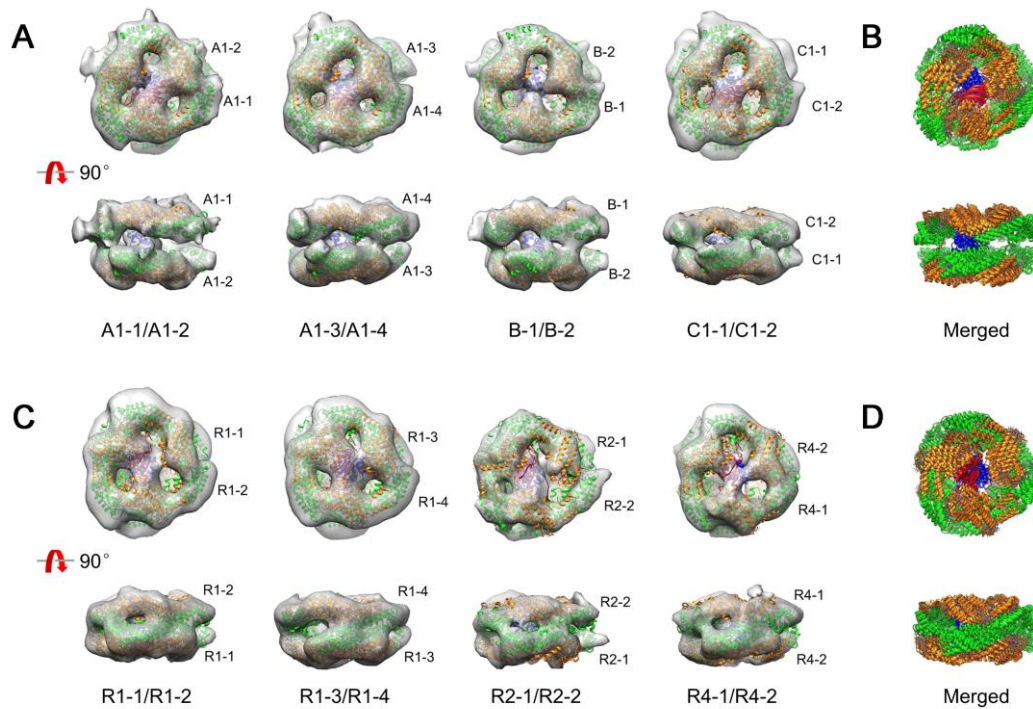 A
A1-2
A1-1
A1-3
A1-4
B-2
B-1
C1-1
C1-2
B
90°
A1-1
A1-2
A1-4
A1-3
B-1
B-2
C1-2
C1-1
A1-1/A1-2
A1-3/A1-4
B-1/B-2
C1-1/C1-2
Merged
C
R1-1
R1-2
R1-3
R1-4
R2-1
R2-2
R4-2
R4-1
D
90°
R1-2
R1-1
R1-4
R1-3
R2-2
R2-1
R4-1
R4-2
R1-1/R1-2
R1-3/R1-4
R2-1/R2-2
R4-1/R4-2
Merged